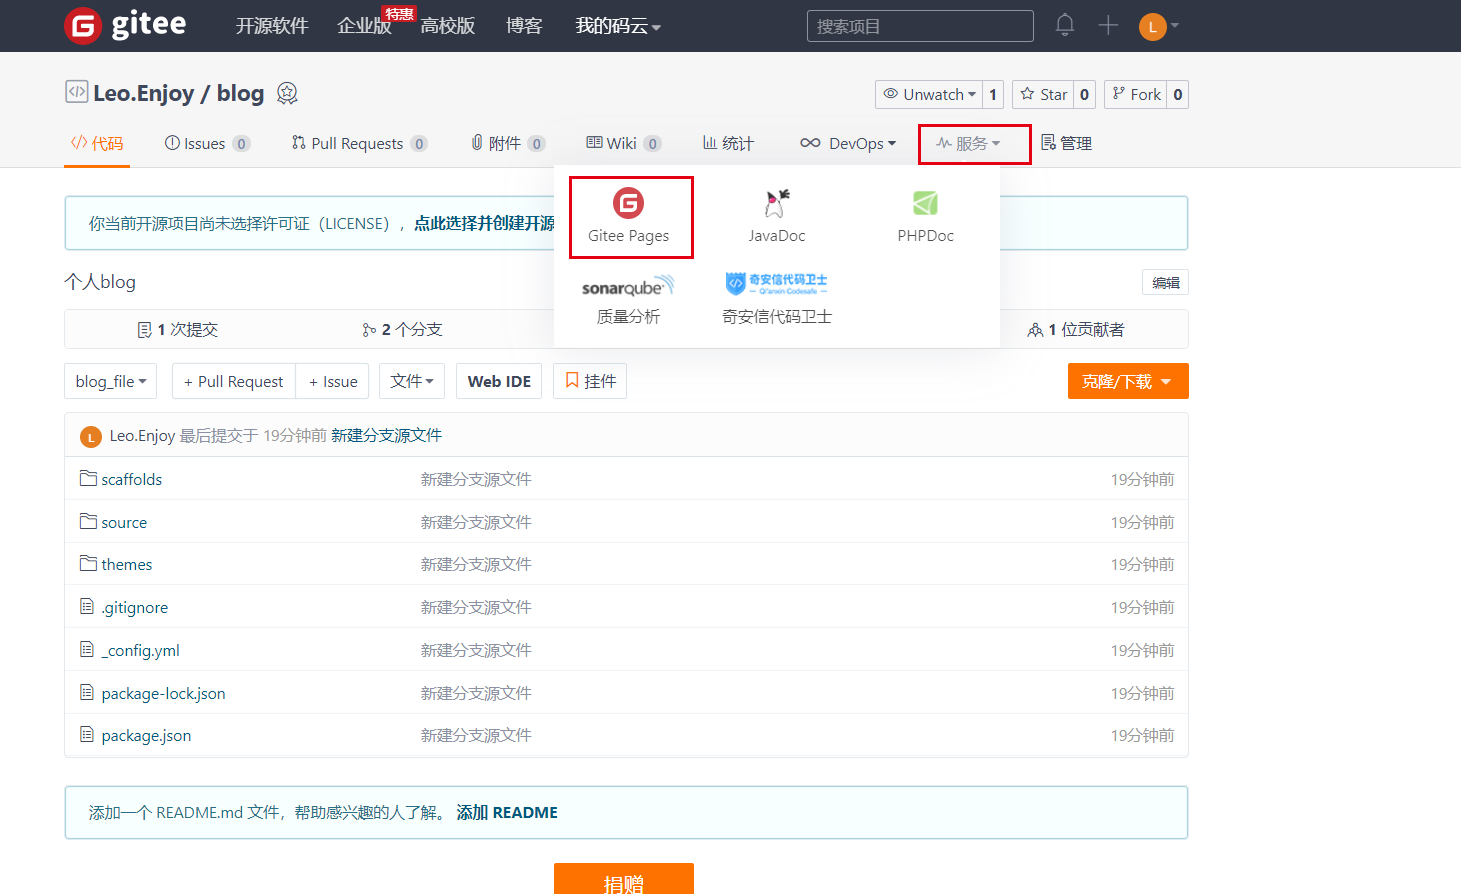 gitee 开源软件 企业版 特惠 高校版 博客 我的码云 搜索项目 L
Leo.Enjoy / blog Unwatch 1 Star 0 Fork 0
代码 Issues 0 Pull Requests 0 附件 0 Wiki 0 统计 DevOps 服务 管理
Gitee Pages JavaDoc PHPDoc
sonarqube 奇安信代码卫士
Qi'anxin·Codesafe
质量分析 奇安信代码卫士
你当前开源项目尚未选择许可证（LICENSE），点此选择并创建开源
个人blog 编辑
1 次提交 2 个分支 1 位贡献者
blog_file + Pull Request + Issue 文件 Web IDE 挂件 克隆/下载
L Leo.Enjoy 最后提交于 19分钟前 新建分支源文件
scaffolds 新建分支源文件 19分钟前
source 新建分支源文件 19分钟前
themes 新建分支源文件 19分钟前
.gitignore 新建分支源文件 19分钟前
_config.yml 新建分支源文件 19分钟前
package-lock.json 新建分支源文件 19分钟前
package.json 新建分支源文件 19分钟前
添加一个 README.md 文件，帮助感兴趣的人了解。 添加 README
捐赠